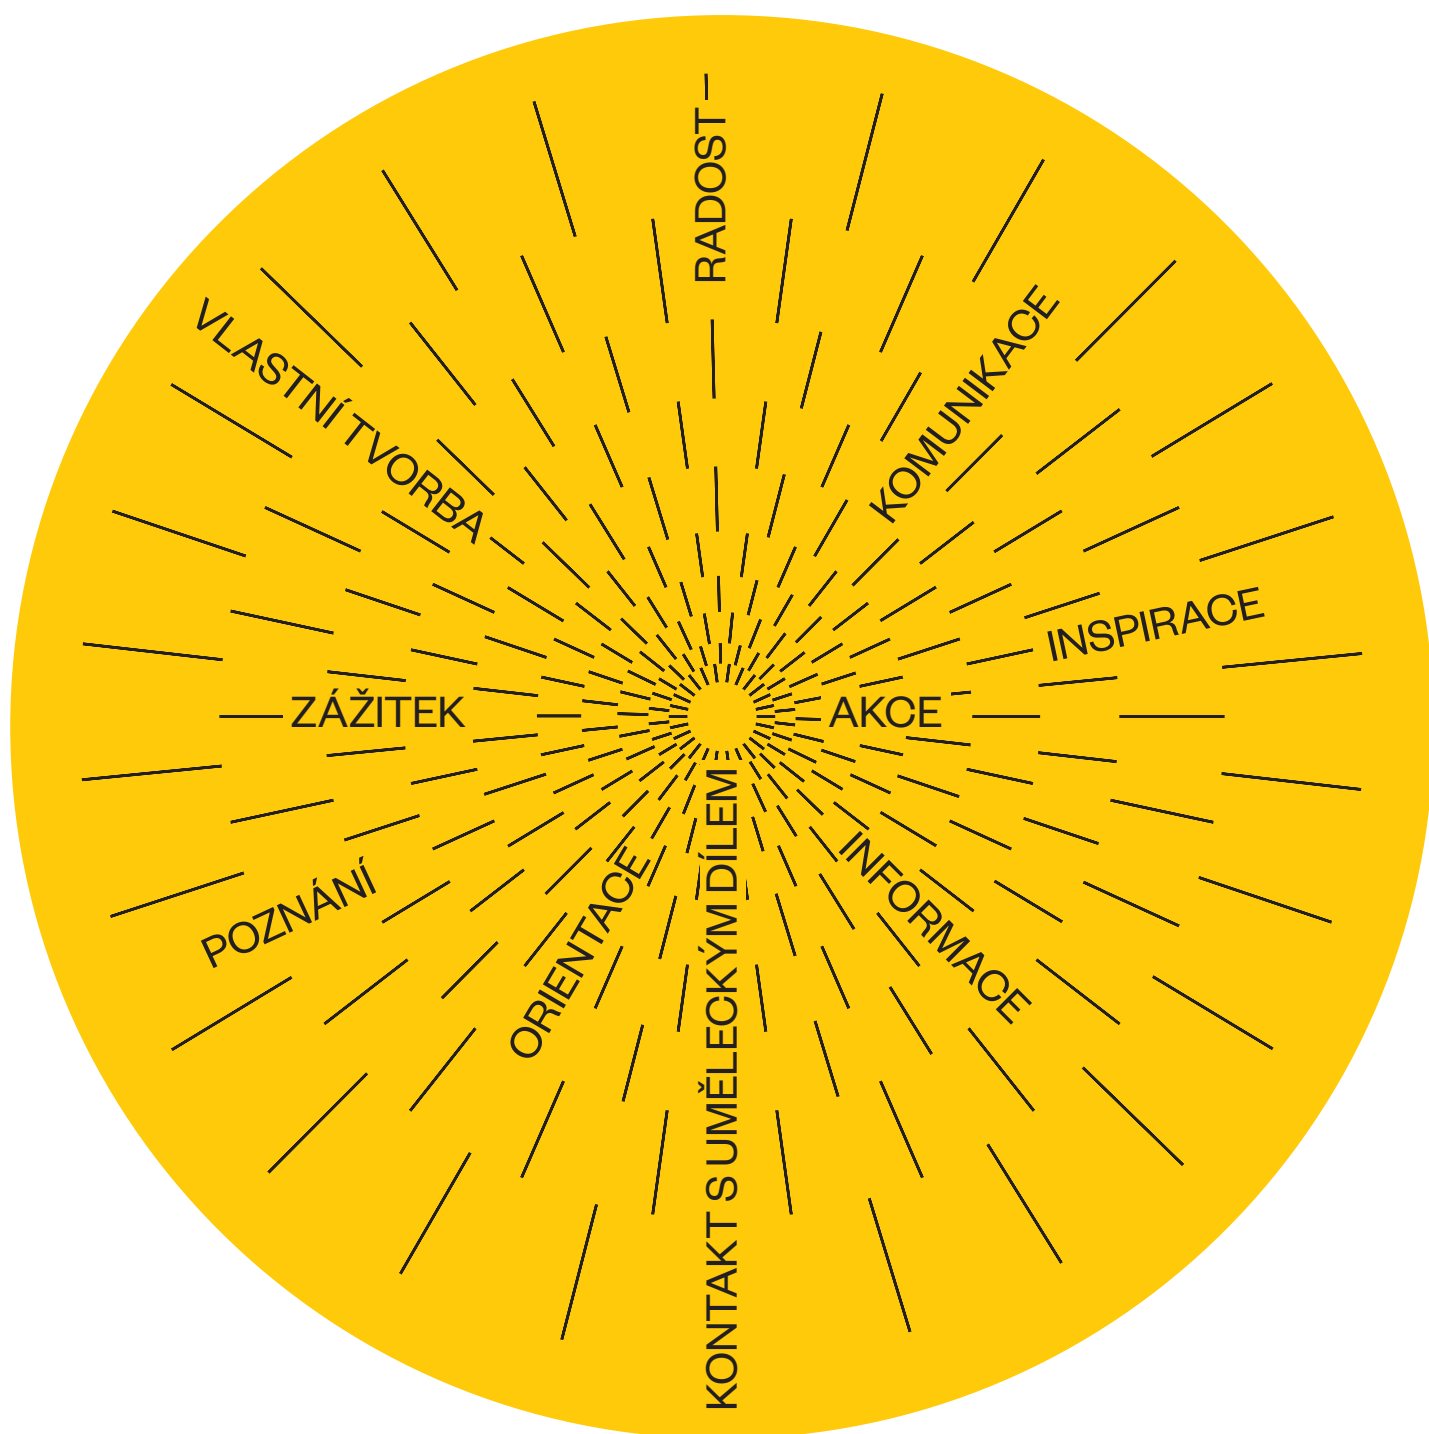 RADOST
KOMUNIKACE
INSPIRACE
AKCE
INFORMACE
KONTAKT S UMĚLECKÝM DÍLEM
ORIENTACE
POZNÁNÍ
ZÁŽITEK
VLASTNÍ TVORBA